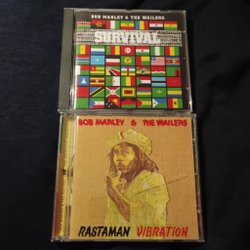 BOB MARLEY & THE WAILERS
SURVIVAL
BOB MARLEY & THE WAILERS
RASTAMAN VIBRATION